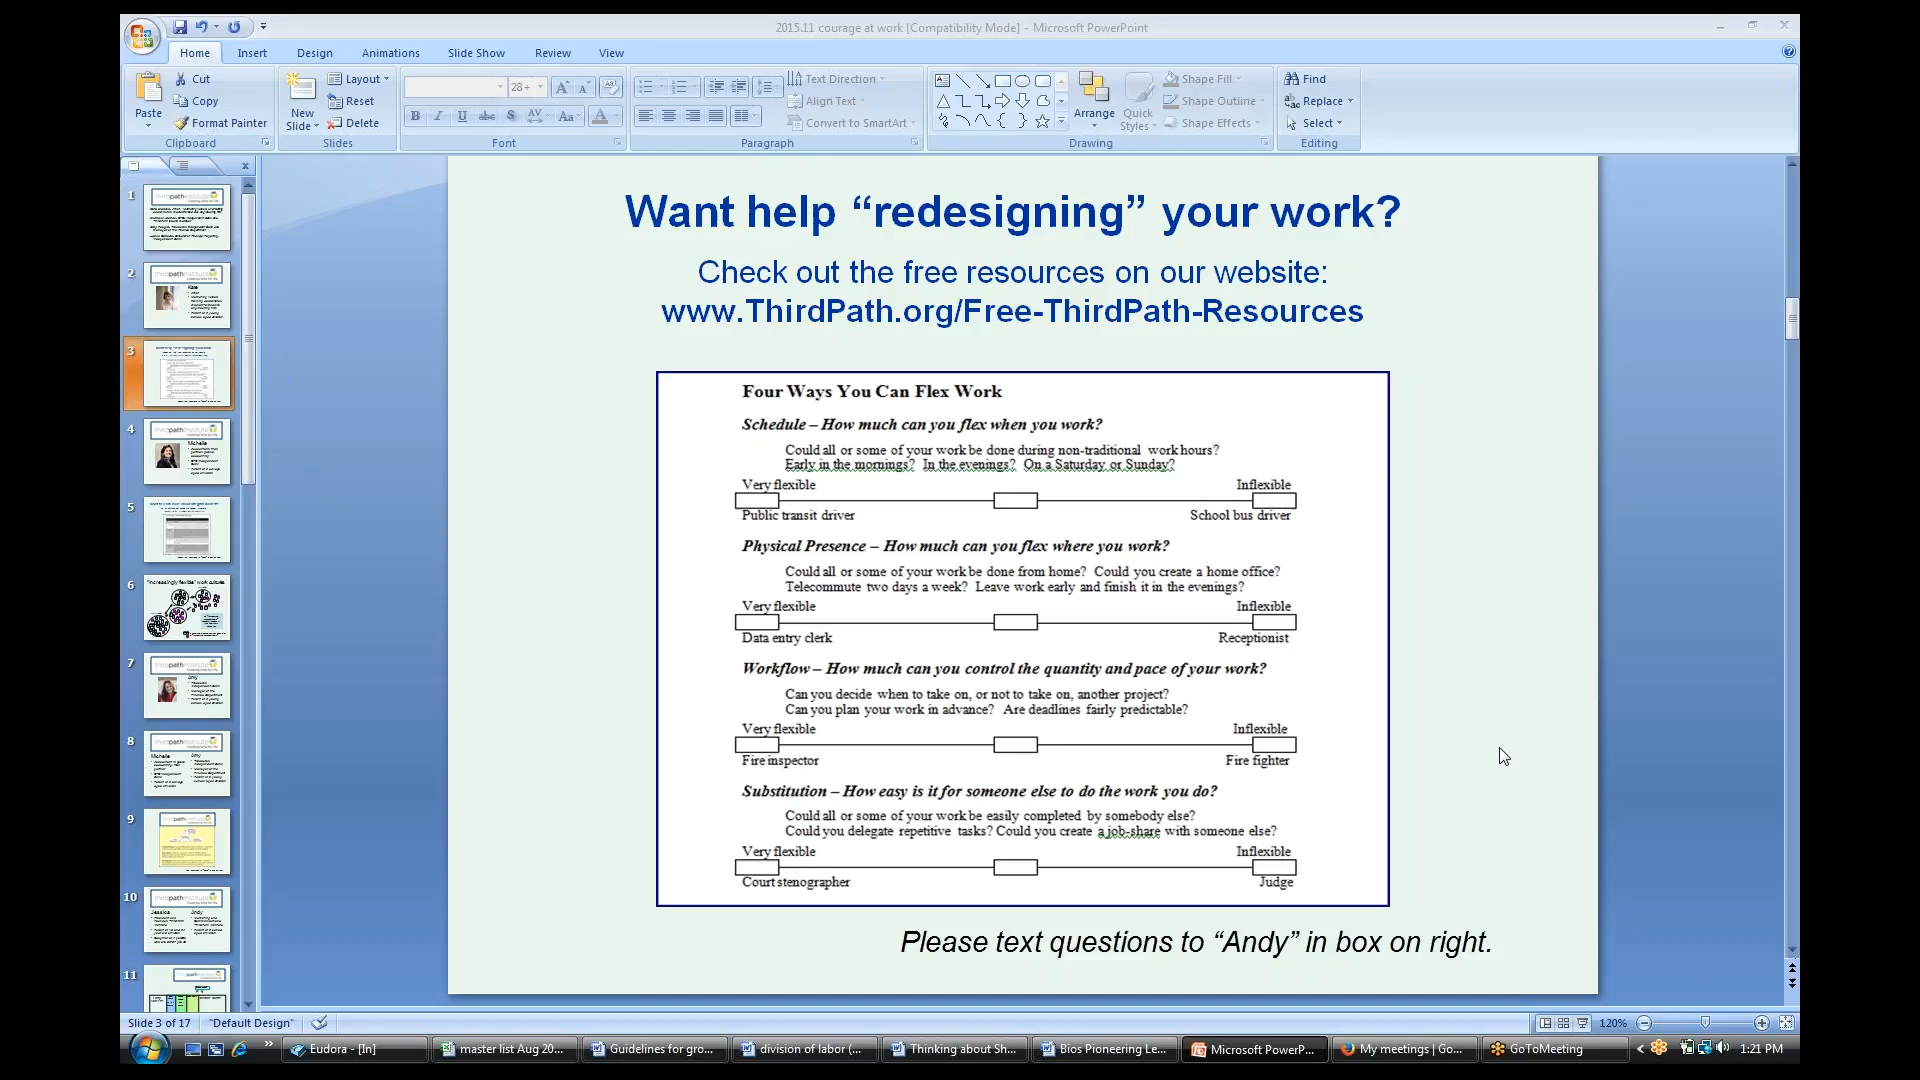 2015.11 courage at work [Compatibility Mode] - Microsoft PowerPoint
Home Insert Design Animations Slide Show Review View
Paste
Cut
Copy
Format Painter
Clipboard
New Slide
Layout
Reset
Delete
Slides
28+
B I U abc S AV Aa A
Font
Text Direction
Align Text
Convert to SmartArt
Paragraph
Arrange
Quick Styles
Shape Fill
Shape Outline
Shape Effects
Drawing
Find
Replace
Select
Editing
1
2
3
4
5
6
7
8
9
10
11
Want help “redesigning” your work?
Check out the free resources on our website:
www.ThirdPath.org/Free-ThirdPath-Resources
Four Ways You Can Flex Work
Schedule – How much can you flex when you work?
Could all or some of your work be done during non-traditional work hours?
Early in the mornings? In the evenings? On a Saturday or Sunday?
Very flexible Inflexible
Public transit driver School bus driver
Physical Presence – How much can you flex where you work?
Could all or some of your work be done from home? Could you create a home office?
Telecommute two days a week? Leave work early and finish it in the evenings?
Very flexible Inflexible
Data entry clerk Receptionist
Workflow – How much can you control the quantity and pace of your work?
Can you decide when to take on, or not to take on, another project?
Can you plan your work in advance? Are deadlines fairly predictable?
Very flexible Inflexible
Fire inspector Fire fighter
Substitution – How easy is it for someone else to do the work you do?
Could all or some of your work be easily completed by somebody else?
Could you delegate repetitive tasks? Could you create a job-share with someone else?
Very flexible Inflexible
Court stenographer Judge
Please text questions to “Andy” in box on right.
Slide 3 of 17 "Default Design" 120%
Eudora - [In] master list Aug 20... Guidelines for gro... division of labor (... Thinking about Sh... Bios Pioneering Le... Microsoft PowerP... My meetings | Go... GoToMeeting 1:21 PM